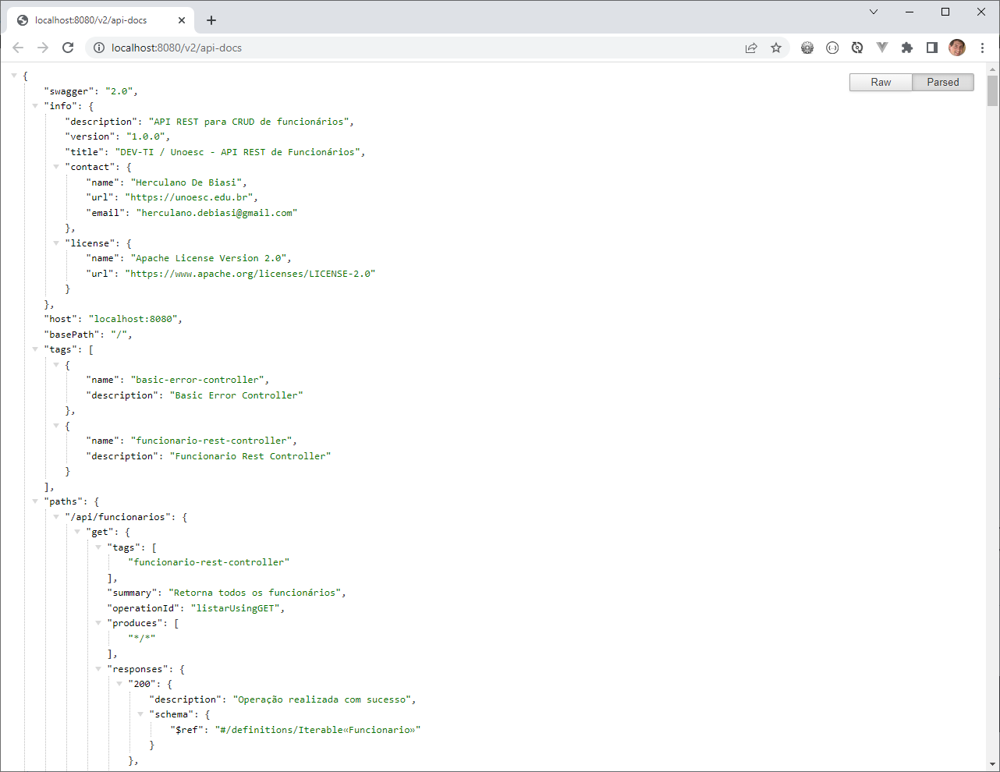 localhost:8080/v2/api-docs
localhost:8080/v2/api-docs
Raw Parsed
{
"swagger": "2.0",
"info": {
"description": "API REST para CRUD de funcionários",
"version": "1.0.0",
"title": "DEV-TI / Unoesc - API REST de Funcionários",
"contact": {
"name": "Herculano De Biasi",
"url": "https://unoesc.edu.br",
"email": "herculano.debiasi@gmail.com"
},
"license": {
"name": "Apache License Version 2.0",
"url": "https://www.apache.org/licenses/LICENSE-2.0"
}
},
"host": "localhost:8080",
"basePath": "/",
"tags": [
{
"name": "basic-error-controller",
"description": "Basic Error Controller"
},
{
"name": "funcionario-rest-controller",
"description": "Funcionario Rest Controller"
}
],
"paths": {
"/api/funcionarios": {
"get": {
"tags": [
"funcionario-rest-controller"
],
"summary": "Retorna todos os funcionários",
"operationId": "listarUsingGET",
"produces": [
"*/*"
],
"responses": {
"200": {
"description": "Operação realizada com sucesso",
"schema": {
"$ref": "#/definitions/Iterable«Funcionario»"
}
},